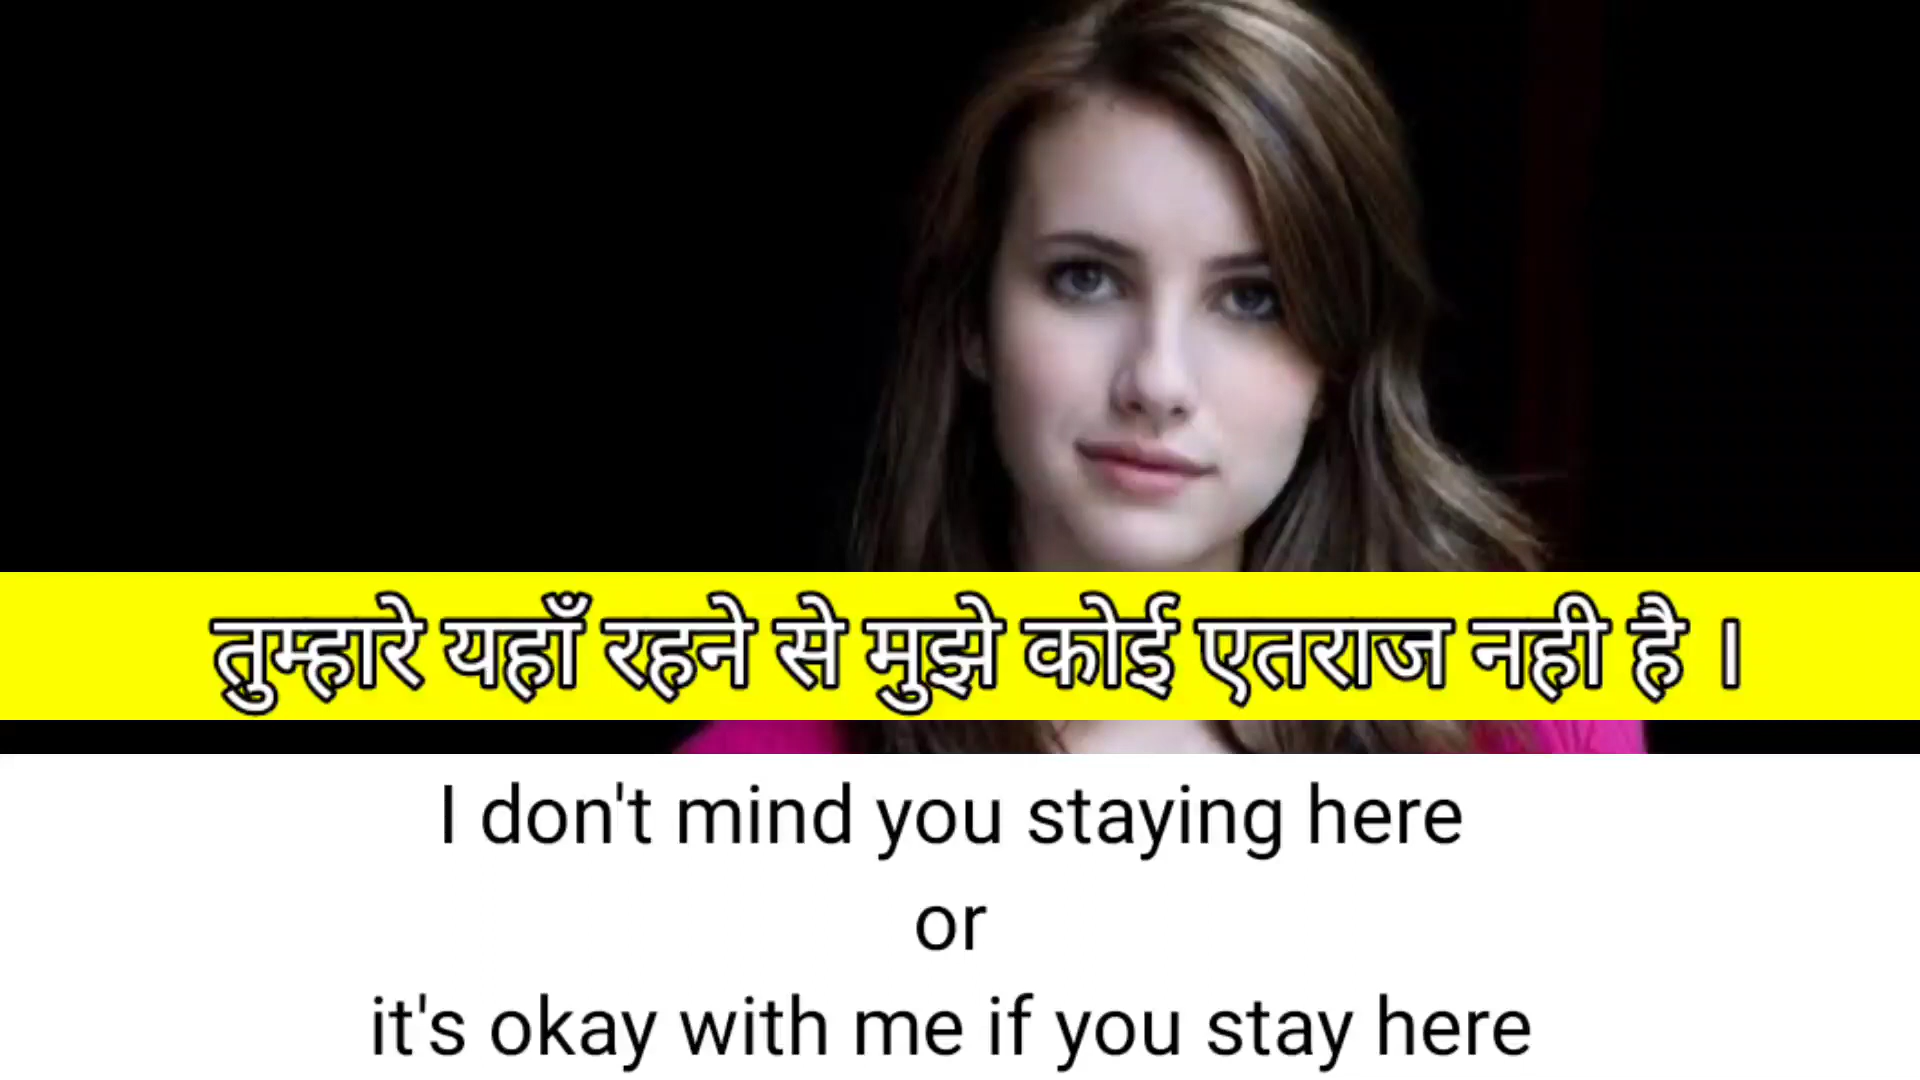 तुम्हारे यहाँ रहने से मुझे कोई एतराज नही है ।
I don't mind you staying here
or
it's okay with me if you stay here